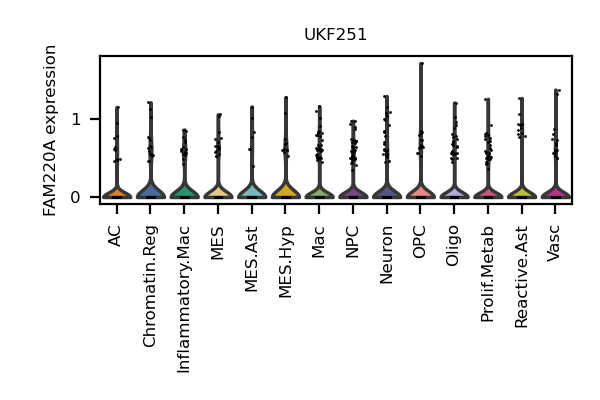 UKF251
FAM220A expression
1
0
AC
Chromatin.Reg
Inflammatory.Mac
MES
MES.Ast
MES.Hyp
Mac
NPC
Neuron
OPC
Oligo
Prolif.Metab
Reactive.Ast
Vasc